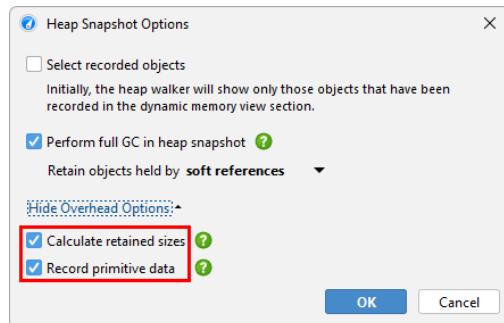 Heap Snapshot Options
Select recorded objects
Initially, the heap walker will show only those objects that have been
recorded in the dynamic memory view section.
Perform full GC in heap snapshot
Retain objects held by soft references
Hide Overhead Options
Calculate retained sizes
Record primitive data
OK Cancel